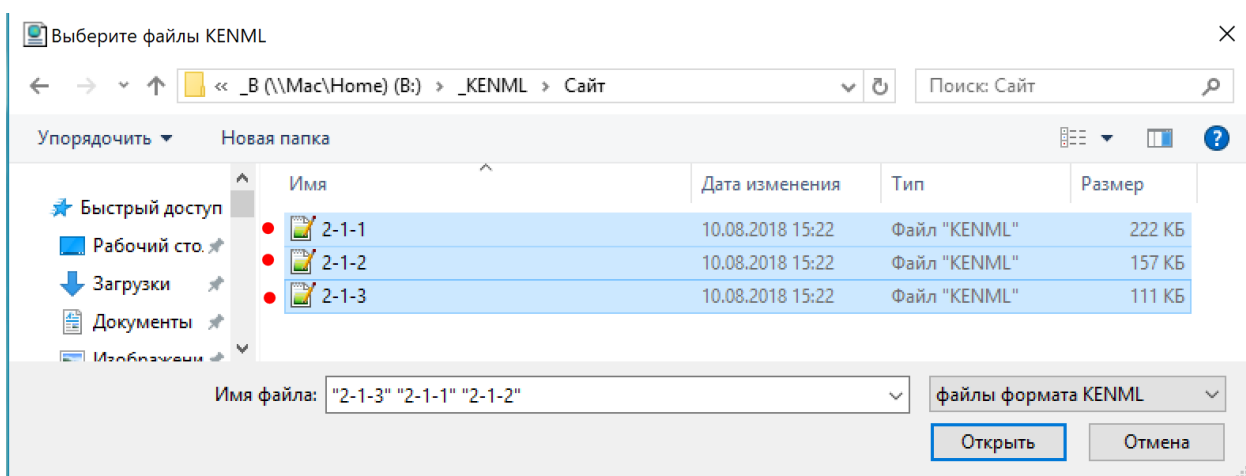 Выберите файлы KENML
« _B (\\Mac\Home) (B:) > _KENML > Сайт
Поиск: Сайт
Упорядочить
Новая папка
Имя
Дата изменения
Тип
Размер
Быстрый доступ
Рабочий сто.
Загрузки
Документы
Изображени
2-1-1 10.08.2018 15:22 Файл "KENML" 222 КБ
2-1-2 10.08.2018 15:22 Файл "KENML" 157 КБ
2-1-3 10.08.2018 15:22 Файл "KENML" 111 КБ
Имя файла: "2-1-3" "2-1-1" "2-1-2"
файлы формата KENML
Открыть
Отмена